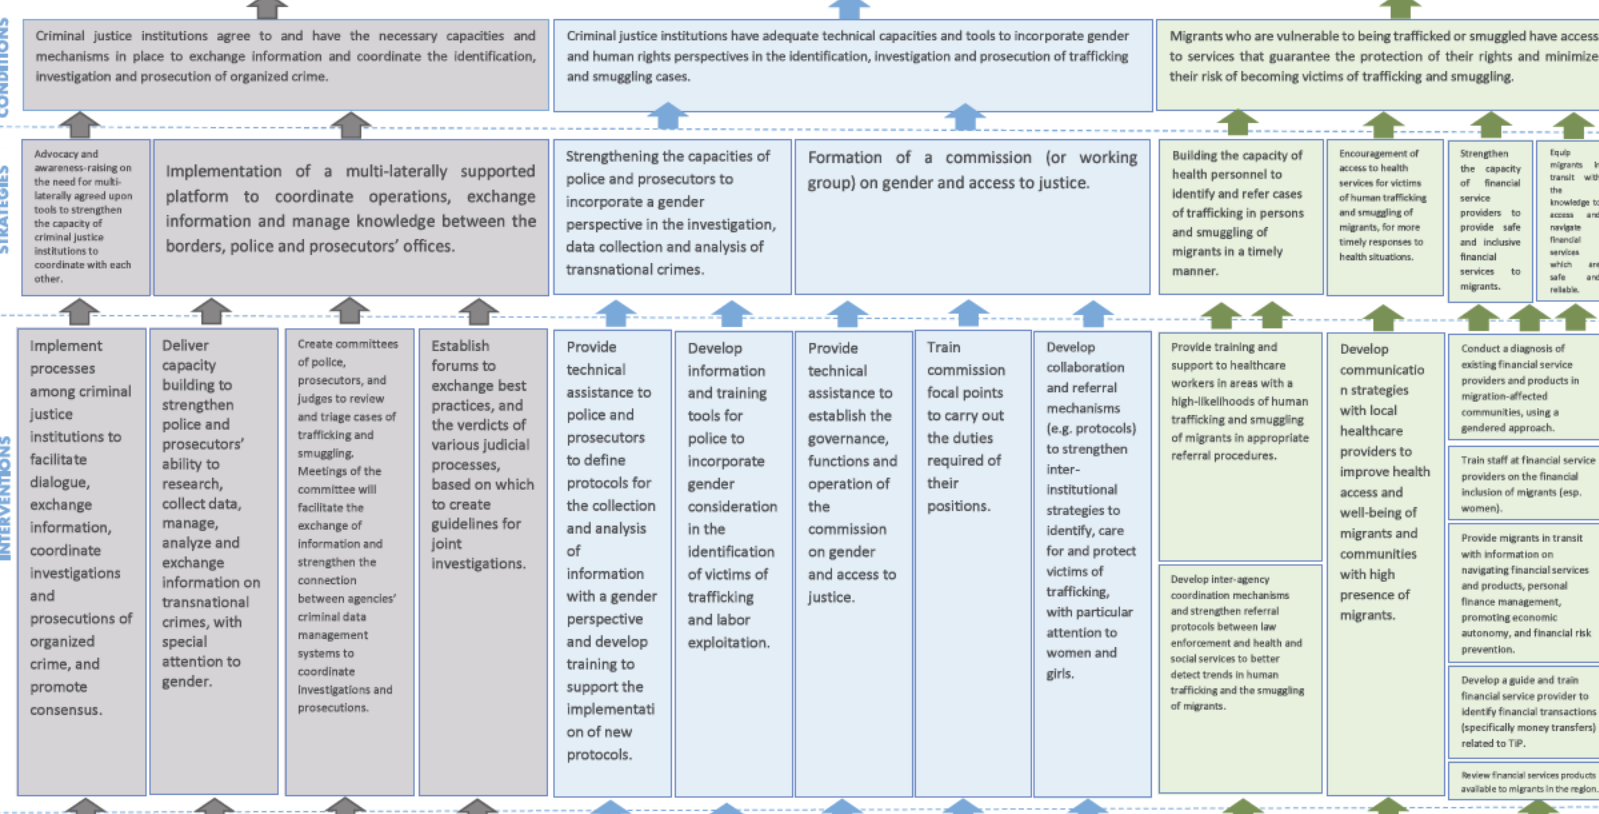 CONDITIONS
Criminal justice institutions agree to and have the necessary capacities and
mechanisms in place to exchange information and coordinate the identification,
investigation and prosecution of organized crime.
Criminal justice institutions have adequate technical capacities and tools to incorporate gender
and human rights perspectives in the identification, investigation and prosecution of trafficking
and smuggling cases.
Migrants who are vulnerable to being trafficked or smuggled have access
to services that guarantee the protection of their rights and minimize
their risk of becoming victims of trafficking and smuggling.
STRATEGIES
Advocacy and
awareness-raising on
the need for multi-
laterally agreed upon
tools to strengthen
the capacity of
criminal justice
institutions to
coordinate with each
other.
Implementation of a multi-laterally supported
platform to coordinate operations, exchange
information and manage knowledge between the
borders, police and prosecutors' offices.
Strengthening the capacities of
police and prosecutors to
incorporate a gender
perspective in the investigation,
data collection and analysis of
transnational crimes.
Formation of a commission (or working
group) on gender and access to justice.
Building the capacity of
health personnel to
identify and refer cases
of trafficking in persons
and smuggling of
migrants in a timely
manner.
Encouragement of
access to health
services for victims
of human trafficking
and smuggling of
migrants, for more
timely responses to
health situations.
Strengthen
the capacity
of financial
service
providers to
provide safe
and inclusive
financial
services to
migrants.
Equip
migrants in
transit with
the
knowledge to
access and
navigate
financial
services
which are
safe and
reliable.
INTERVENTIONS
Implement
processes
among criminal
justice
institutions to
facilitate
dialogue,
exchange
information,
coordinate
investigations
and
prosecutions of
organized
crime, and
promote
consensus.
Deliver
capacity
building to
strengthen
police and
prosecutors'
ability to
research,
collect data,
manage,
analyze and
exchange
information on
transnational
crimes, with
special
attention to
gender.
Create committees
of police,
prosecutors, and
judges to review
and triage cases of
trafficking and
smuggling.
Meetings of the
committee will
facilitate the
exchange of
information and
strengthen the
connection
between agencies'
criminal data
management
systems to
coordinate
investigations and
prosecutions.
Establish
forums to
exchange best
practices, and
the verdicts of
various judicial
processes,
based on which
to create
guidelines for
joint
investigations.
Provide
technical
assistance to
police and
prosecutors
to define
protocols for
the collection
and analysis
of
information
with a gender
perspective
and develop
training to
support the
implementati
on of new
protocols.
Develop
information
and training
tools for
police to
incorporate
gender
consideration
in the
identification
of victims of
trafficking
and labor
exploitation.
Provide
technical
assistance to
establish the
governance,
functions and
operation of
the
commission
on gender
and access to
justice.
Train
commission
focal points
to carry out
the duties
required of
their
positions.
Develop
collaboration
and referral
mechanisms
(e.g. protocols)
to strengthen
inter-
institutional
strategies to
identify, care
for and protect
victims of
trafficking,
with particular
attention to
women and
girls.
Provide training and
support to healthcare
workers in areas with a
high-likelihoods of human
trafficking and smuggling
of migrants in appropriate
referral procedures.
Develop inter-agency
coordination mechanisms
and strengthen referral
protocols between law
enforcement and health and
social services to better
detect trends in human
trafficking and the smuggling
of migrants.
Develop
communicatio
n strategies
with local
healthcare
providers to
improve health
access and
well-being of
migrants and
communities
with high
presence of
migrants.
Conduct a diagnosis of
existing financial service
providers and products in
migration-affected
communities, using a
gendered approach.
Train staff at financial service
providers on the financial
inclusion of migrants (esp.
women).
Provide migrants in transit
with information on
navigating financial services
and products, personal
finance management,
promoting economic
autonomy, and financial risk
prevention.
Develop a guide and train
financial service provider to
identify financial transactions
(specifically money transfers)
related to TiP.
Review financial services products
available to migrants in the region.